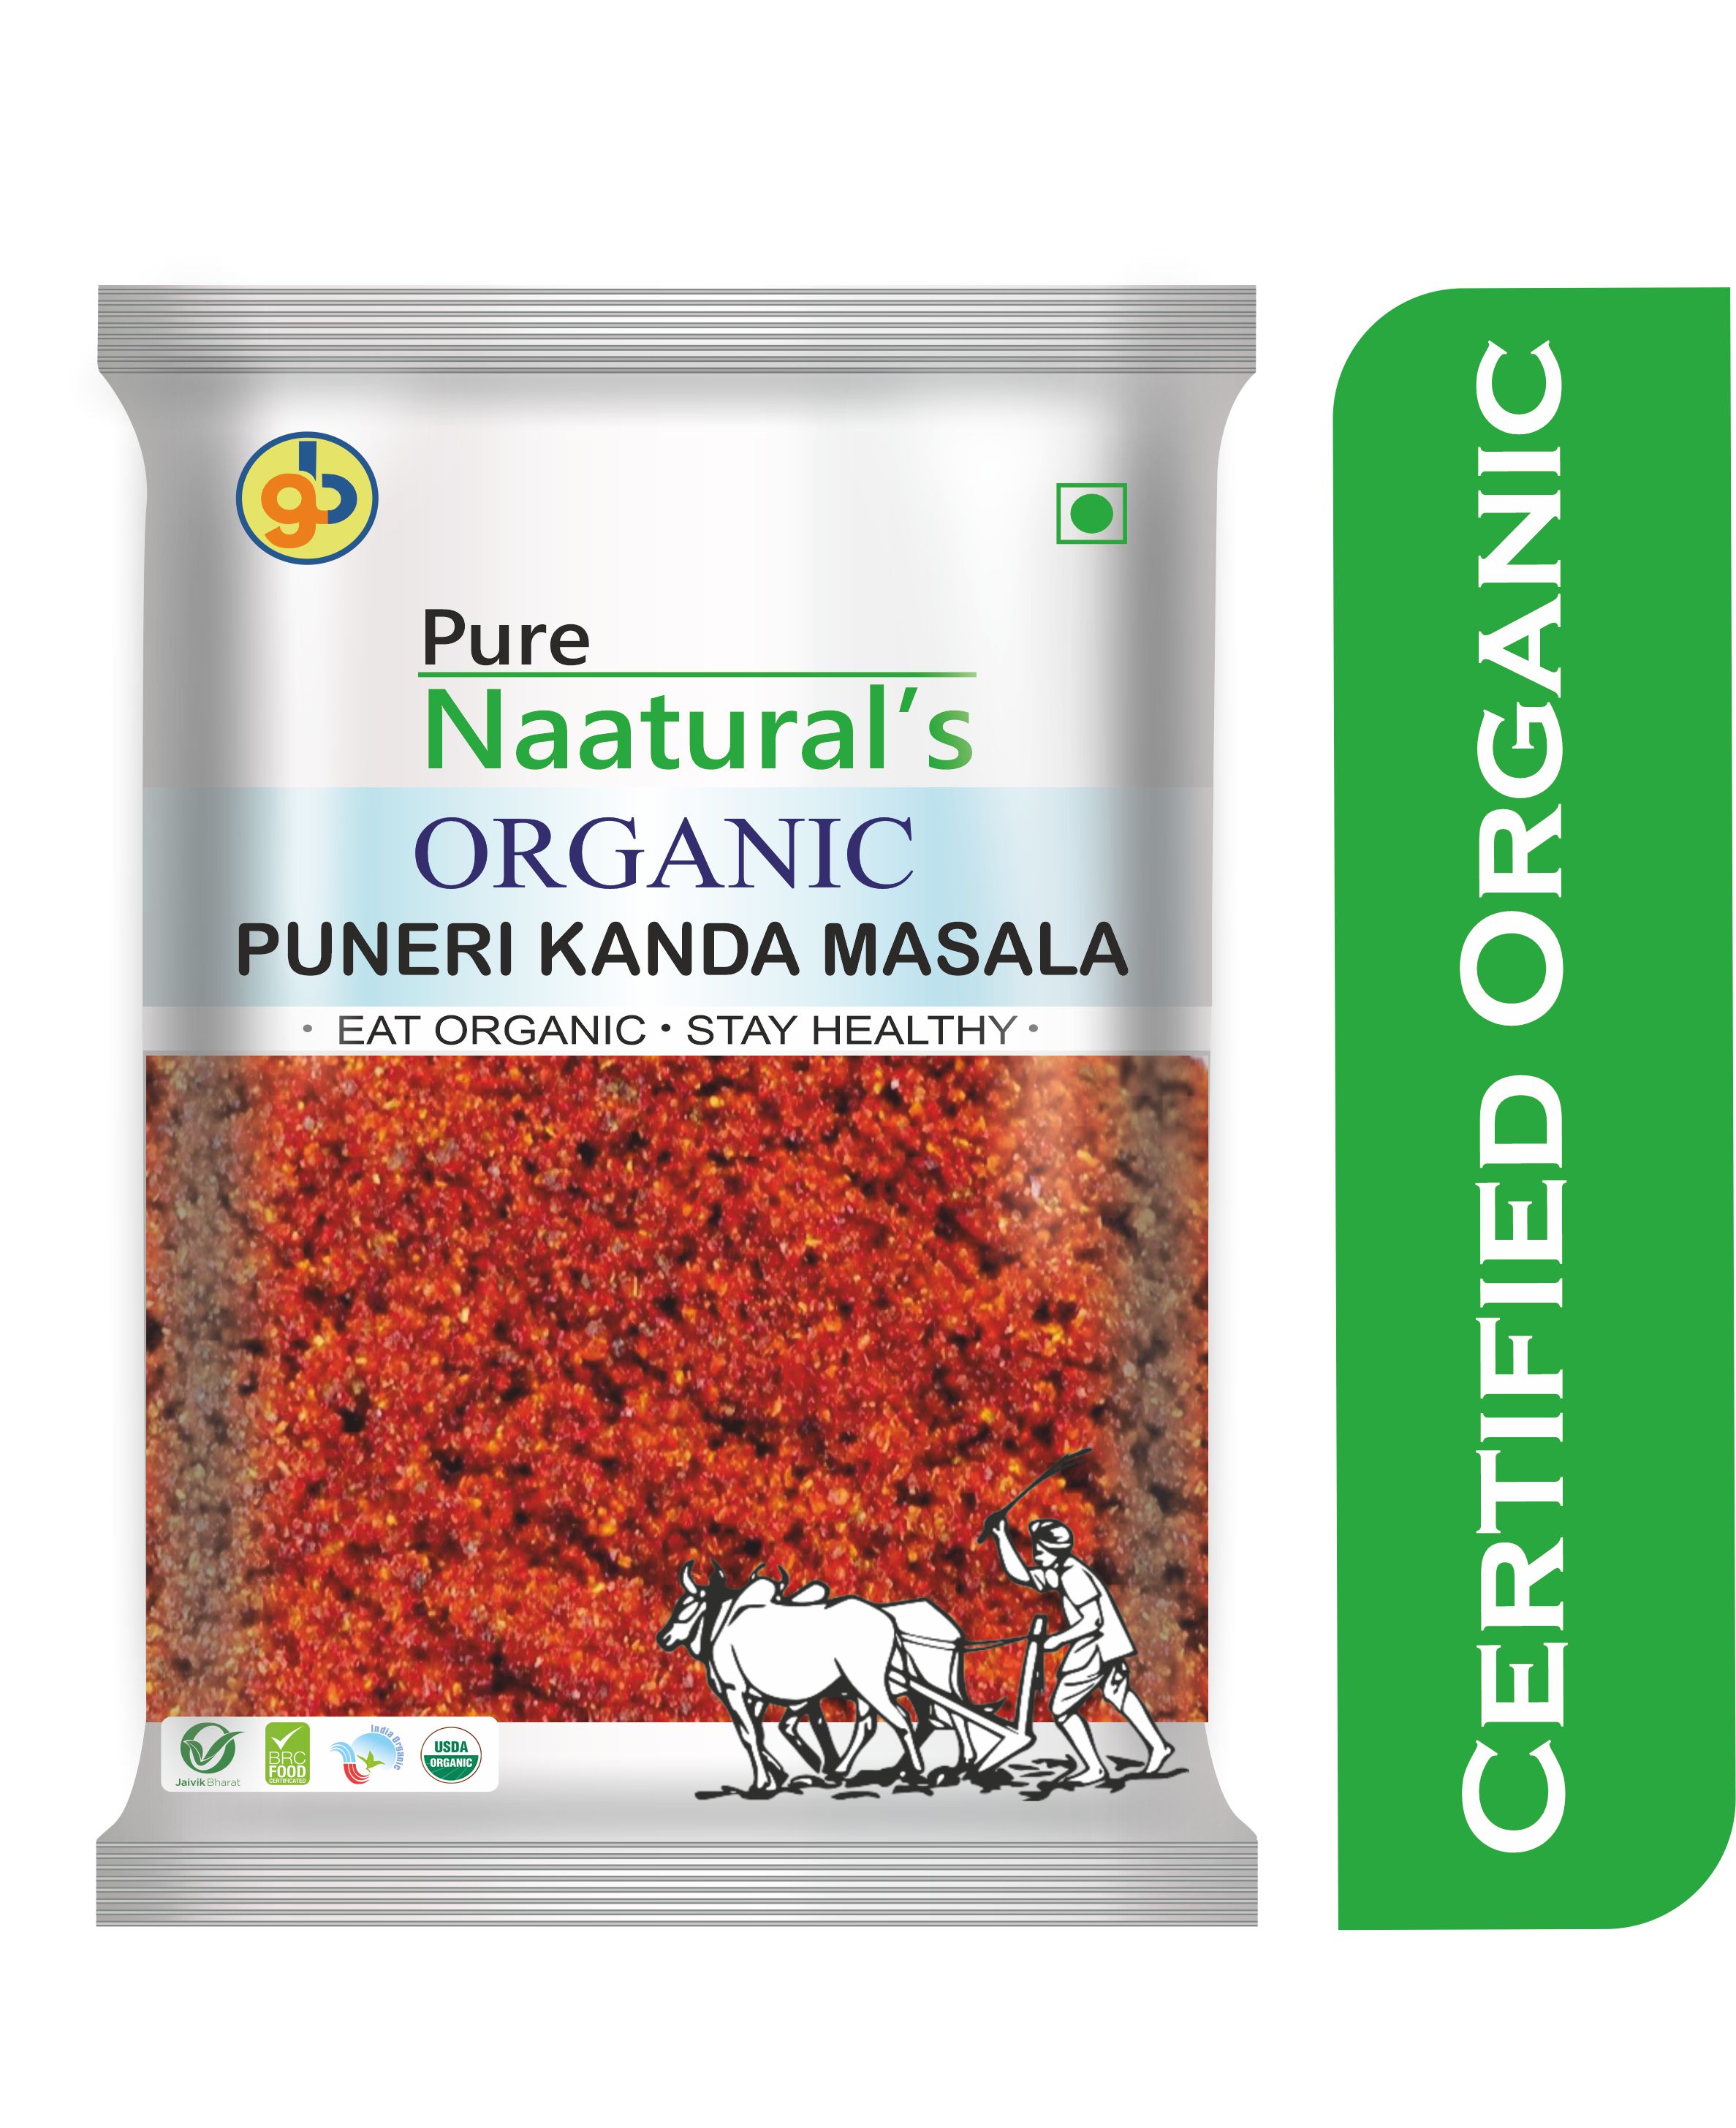 gb
Pure
Naatural's
ORGANIC
PUNERI KANDA MASALA
• EAT ORGANIC • STAY HEALTHY •
Jaivik Bharat
BRC
FOOD
CERTIFICATED
India Organic
USDA
ORGANIC
CERTIFIED ORGANIC